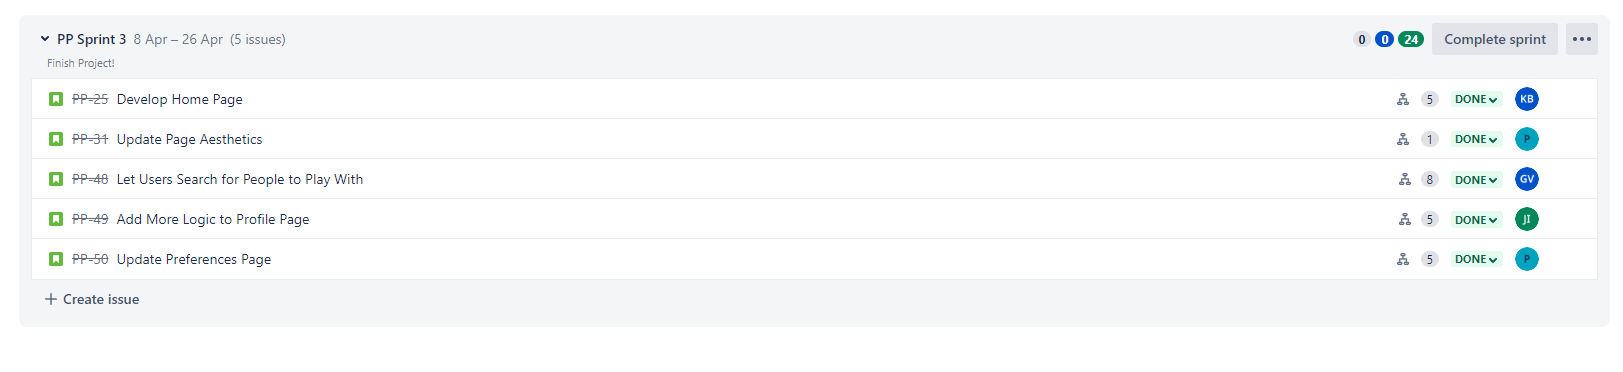 PP Sprint 3 8 Apr – 26 Apr (5 issues) 0 0 24 Complete sprint
Finish Project!
PP-25 Develop Home Page 5 DONE KB
PP-31 Update Page Aesthetics 1 DONE P
PP-48 Let Users Search for People to Play With 8 DONE GV
PP-49 Add More Logic to Profile Page 5 DONE JI
PP-50 Update Preferences Page 5 DONE P
Create issue